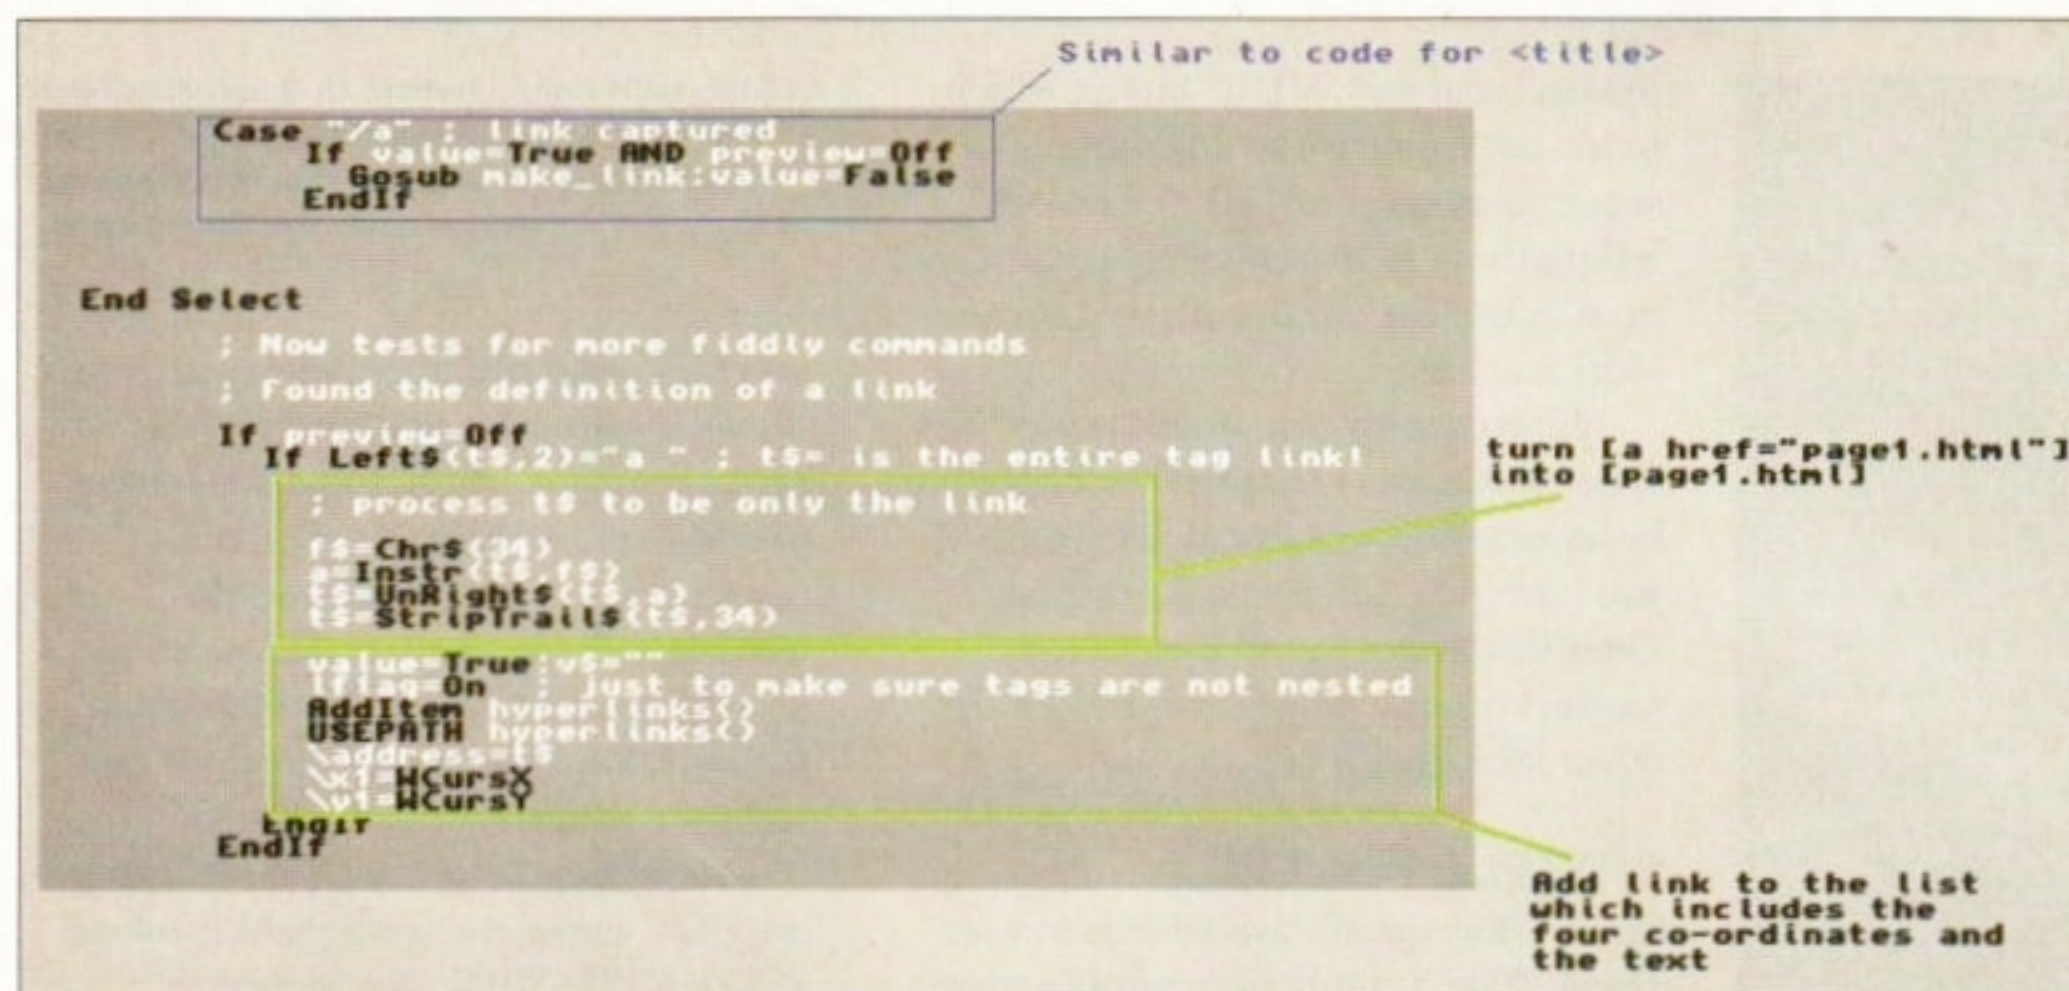 Similar to code for <title>
Case "/a" ; link captured
If value=True AND preview=Off
Gosub make_link:value=False
EndIf
End Select
; Now tests for more fiddly commands
; Found the definition of a link
If preview=Off
If Left$(t$,2)="a " ; t$= is the entire tag link!
turn [a href="page1.html"]
into [page1.html]
; process t$ to be only the link
f$=Chr$(34)
a=Instr(t$,f$)
t$=UnRight$(t$,a)
t$=StripTrail$(t$,34)
value=True:v$=""
lflag=On ; just to make sure tags are not nested
AddItem hyperlinks()
USEPATH hyperlinks()
\address=t$
\x1=WCursX
\y1=WCursY
EndIf
EndIf
Add link to the list
which includes the
four co-ordinates and
the text